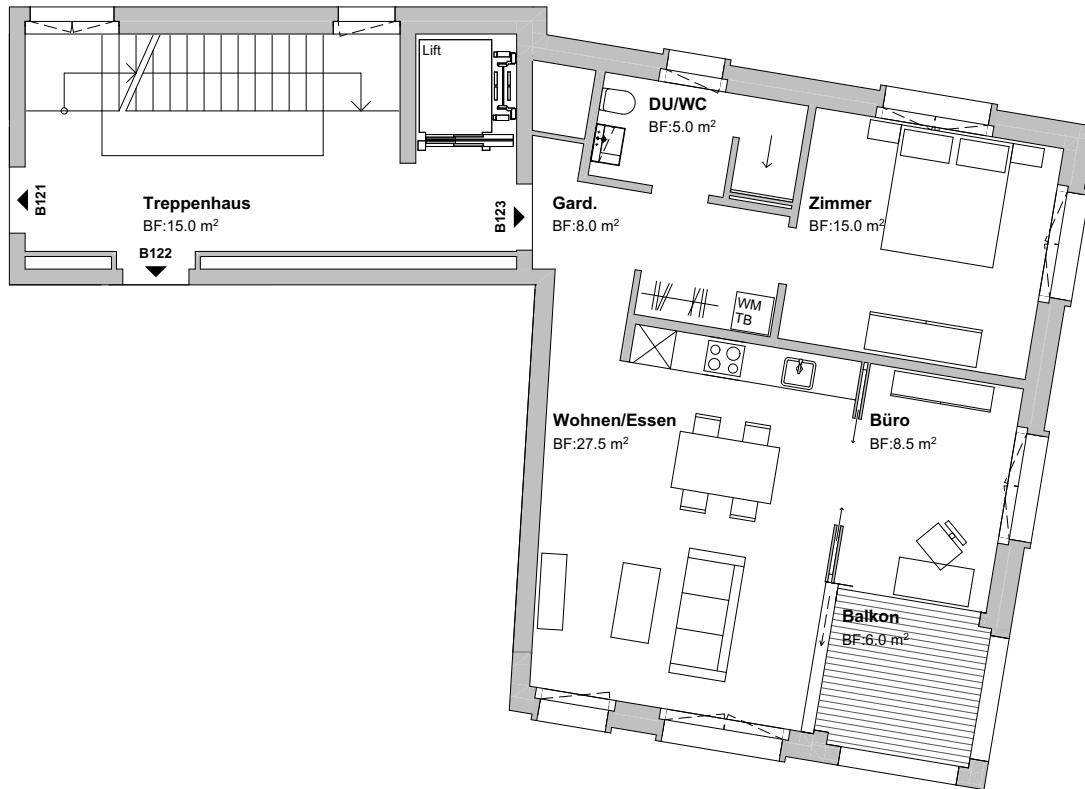 Lift
DU/WC
BF:5.0 m²
B121
Treppenhaus
BF:15.0 m²
B123
Gard.
BF:8.0 m²
Zimmer
BF:15.0 m²
B122
WM
TB
Wohnen/Essen
BF:27.5 m²
Büro
BF:8.5 m²
Balkon
BF:6.0 m²